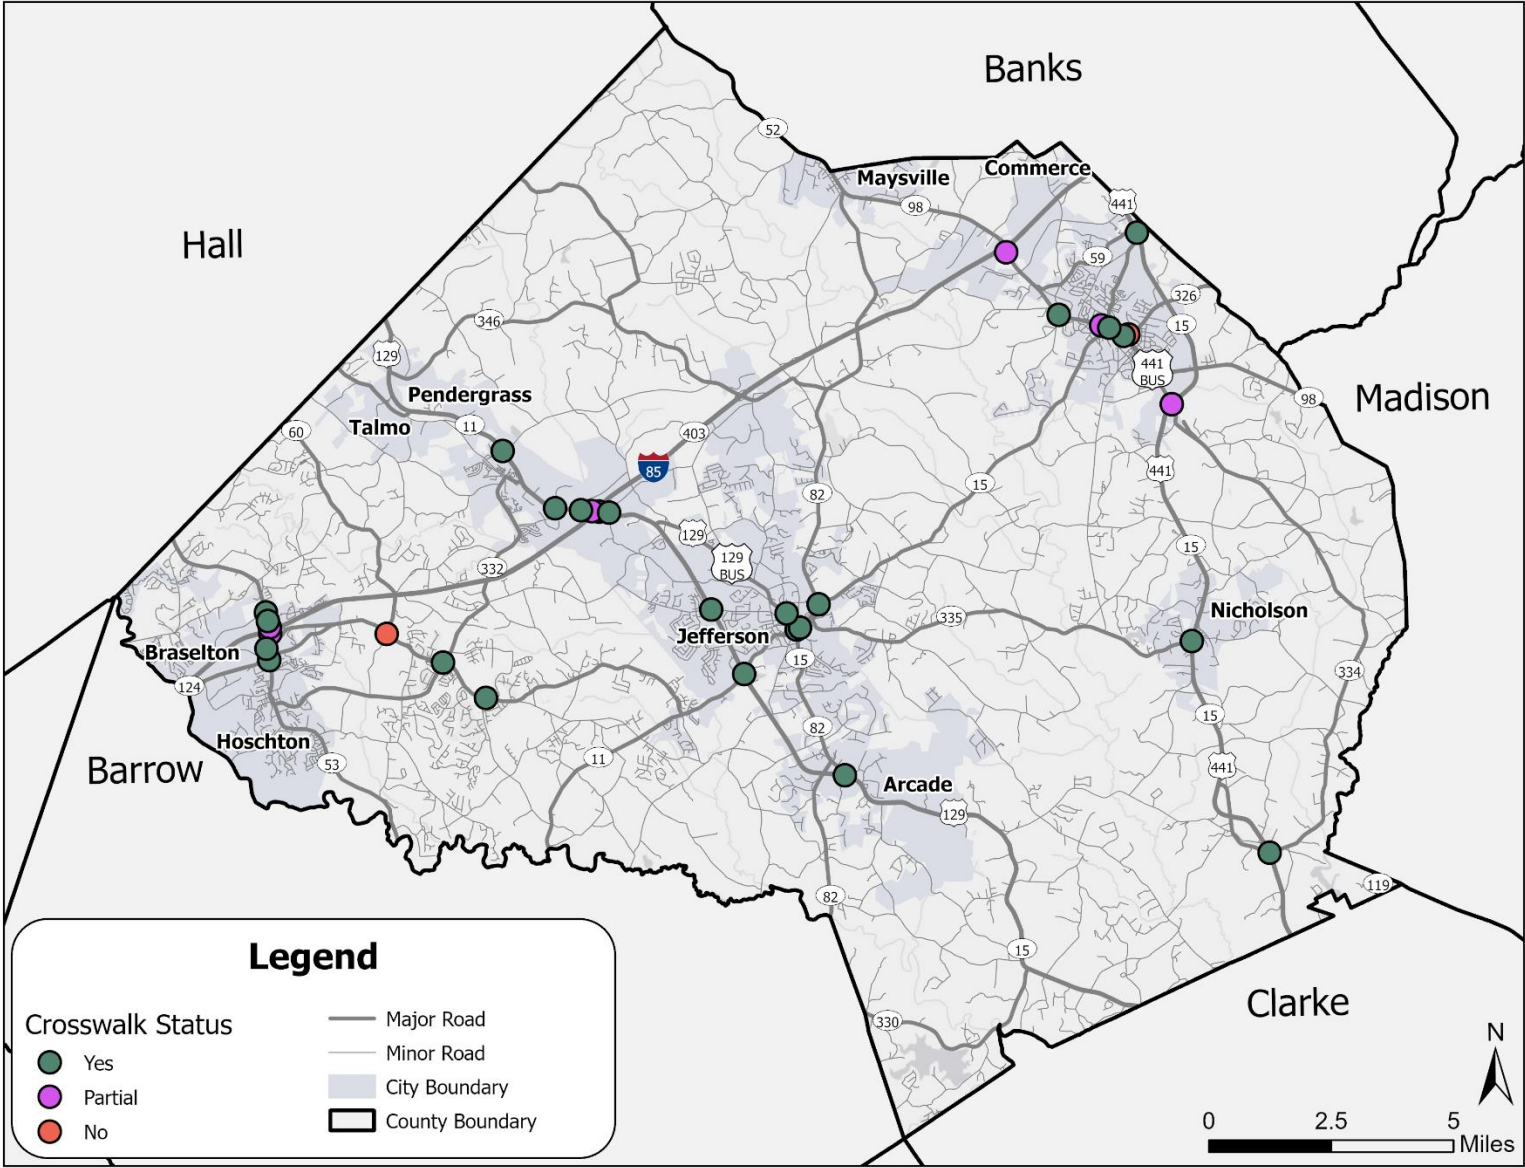 Banks
52
Commerce
Maysville
98
441
Hall
59
326
346
15
129
441
BUS
Pendergrass
98
Madison
Talmo
11
60
403
85
441
15
82
129
15
129
BUS
332
Nicholson
335
Jefferson
Braselton
15
334
124
15
82
Hoschton
11
53
441
Barrow
Arcade
129
119
82
15
Clarke
330
Legend
Crosswalk Status
Yes
Partial
No
Major Road
Minor Road
City Boundary
County Boundary
N
0
2.5
5
Miles